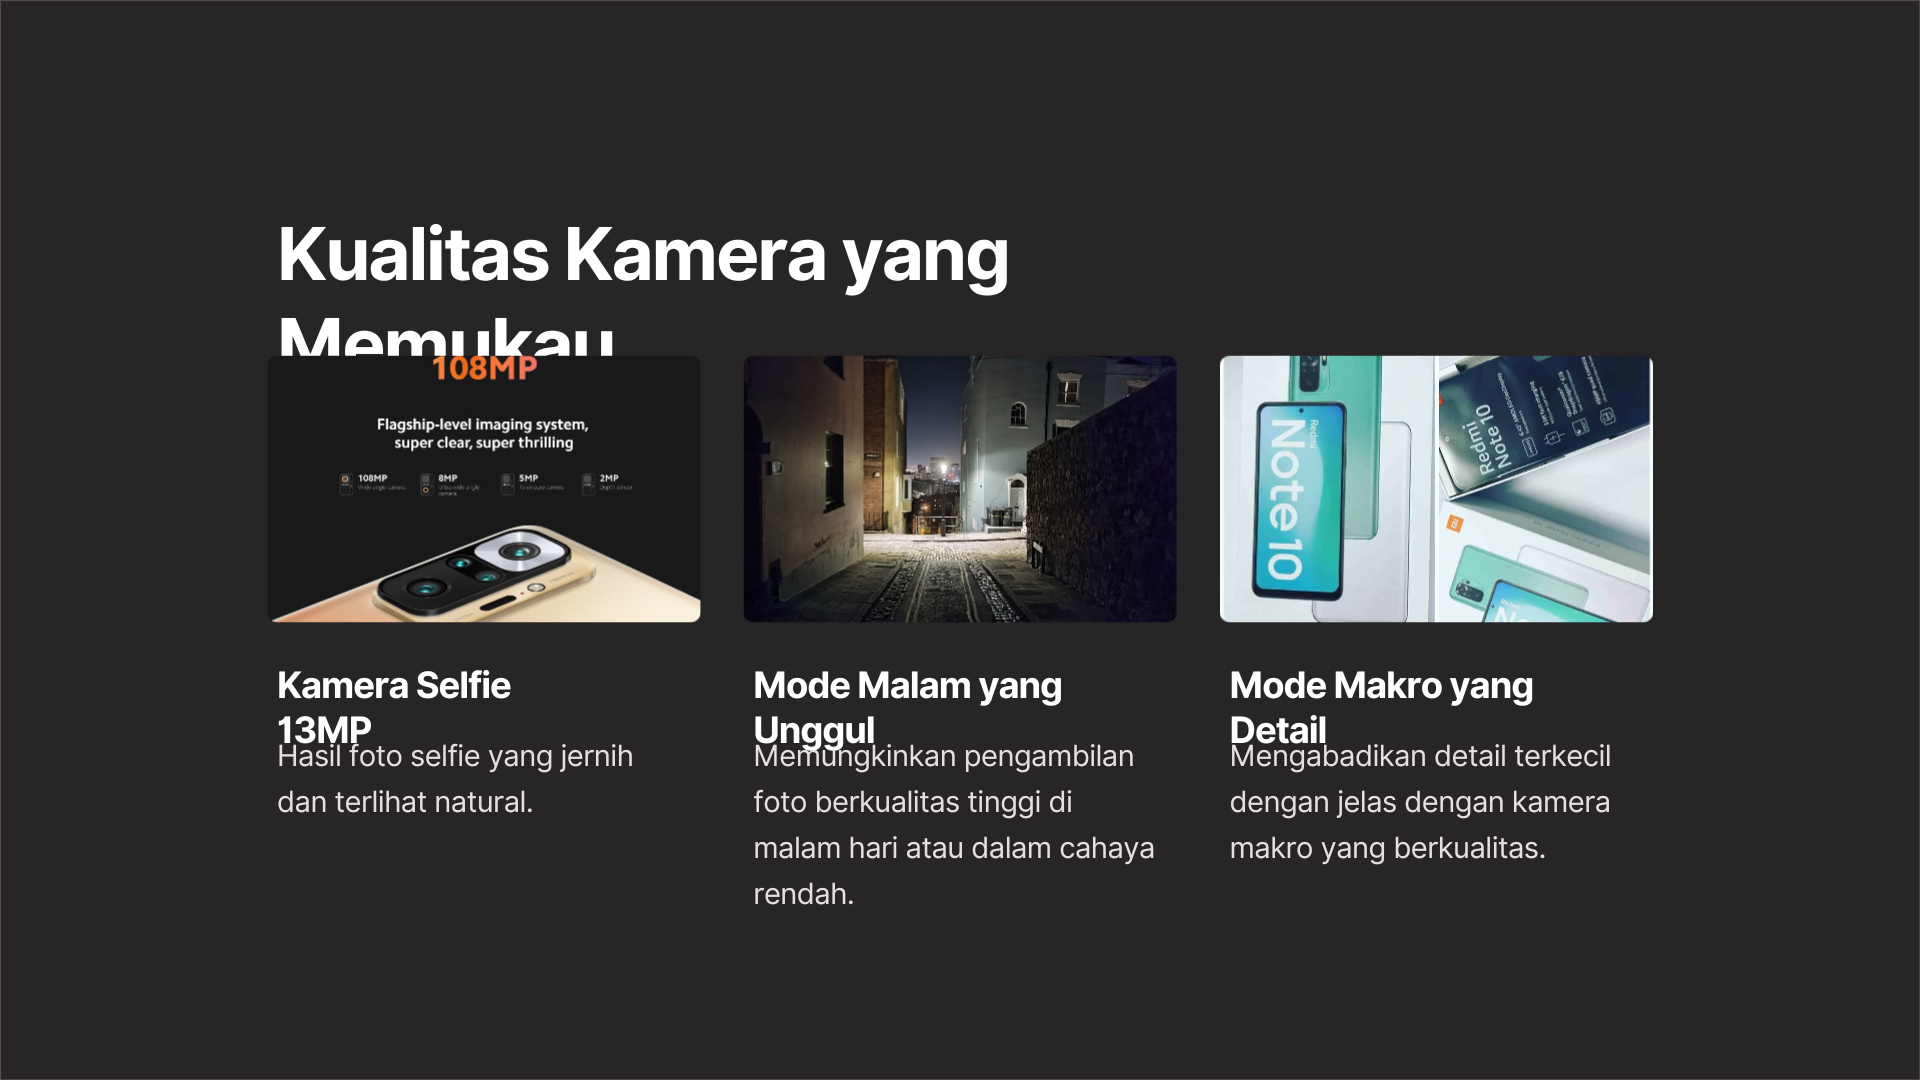 Kualitas Kamera yang
Memukau
108MP
Flagship-level imaging system,
super clear, super thrilling
108MP
8MP
5MP
2MP
Kamera Selfie
13MP
Hasil foto selfie yang jernih
dan terlihat natural.
Mode Malam yang
Unggul
Memungkinkan pengambilan
foto berkualitas tinggi di
malam hari atau dalam cahaya
rendah.
Redmi
Note 10
Redmi
Note 10
Redmi
Mode Makro yang
Detail
Mengabadikan detail terkecil
dengan jelas dengan kamera
makro yang berkualitas.